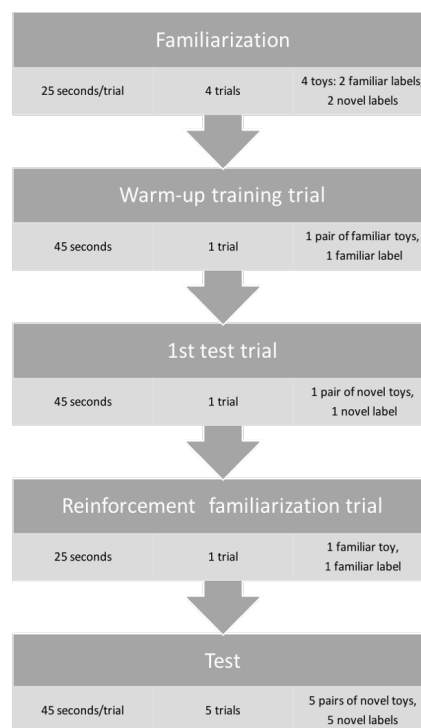 Familiarization
25 seconds/trial
4 trials
4 toys: 2 familiar labels,
2 novel labels
Warm-up training trial
45 seconds
1 trial
1 pair of familiar toys,
1 familiar label
1st test trial
45 seconds
1 trial
1 pair of novel toys,
1 novel label
Reinforcement familiarization trial
25 seconds
1 trial
1 familiar toy,
1 familiar label
Test
45 seconds/trial
5 trials
5 pairs of novel toys,
5 novel labels